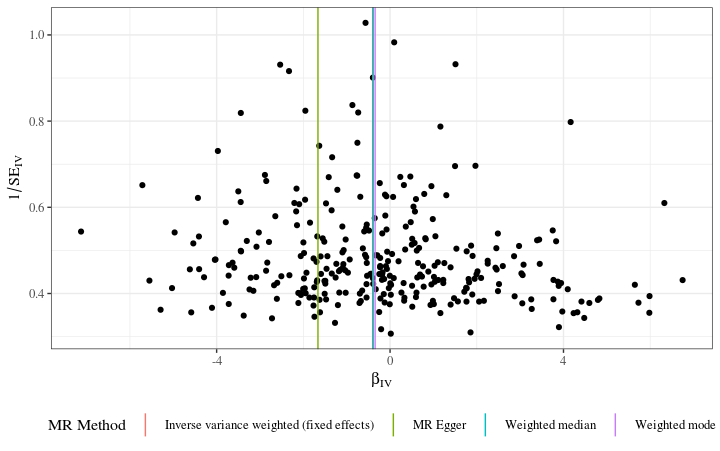 1.0
0.8
0.6
0.4
1/SE_IV
-4
0
4
β_IV
MR Method
Inverse variance weighted (fixed effects)
MR Egger
Weighted median
Weighted mode